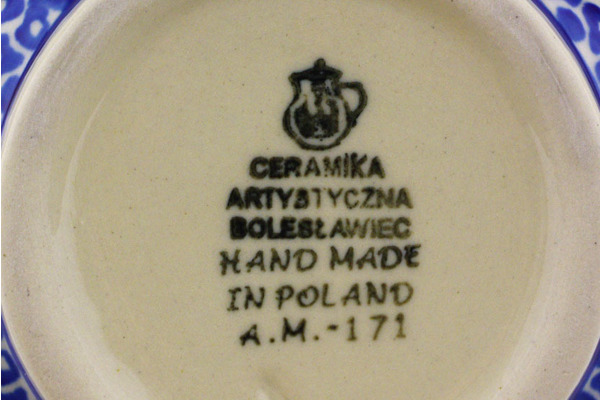 CERAMIKA
ARTYSTYCZNA
BOLESŁAWIEC
HAND MADE
IN POLAND
A.M.-171